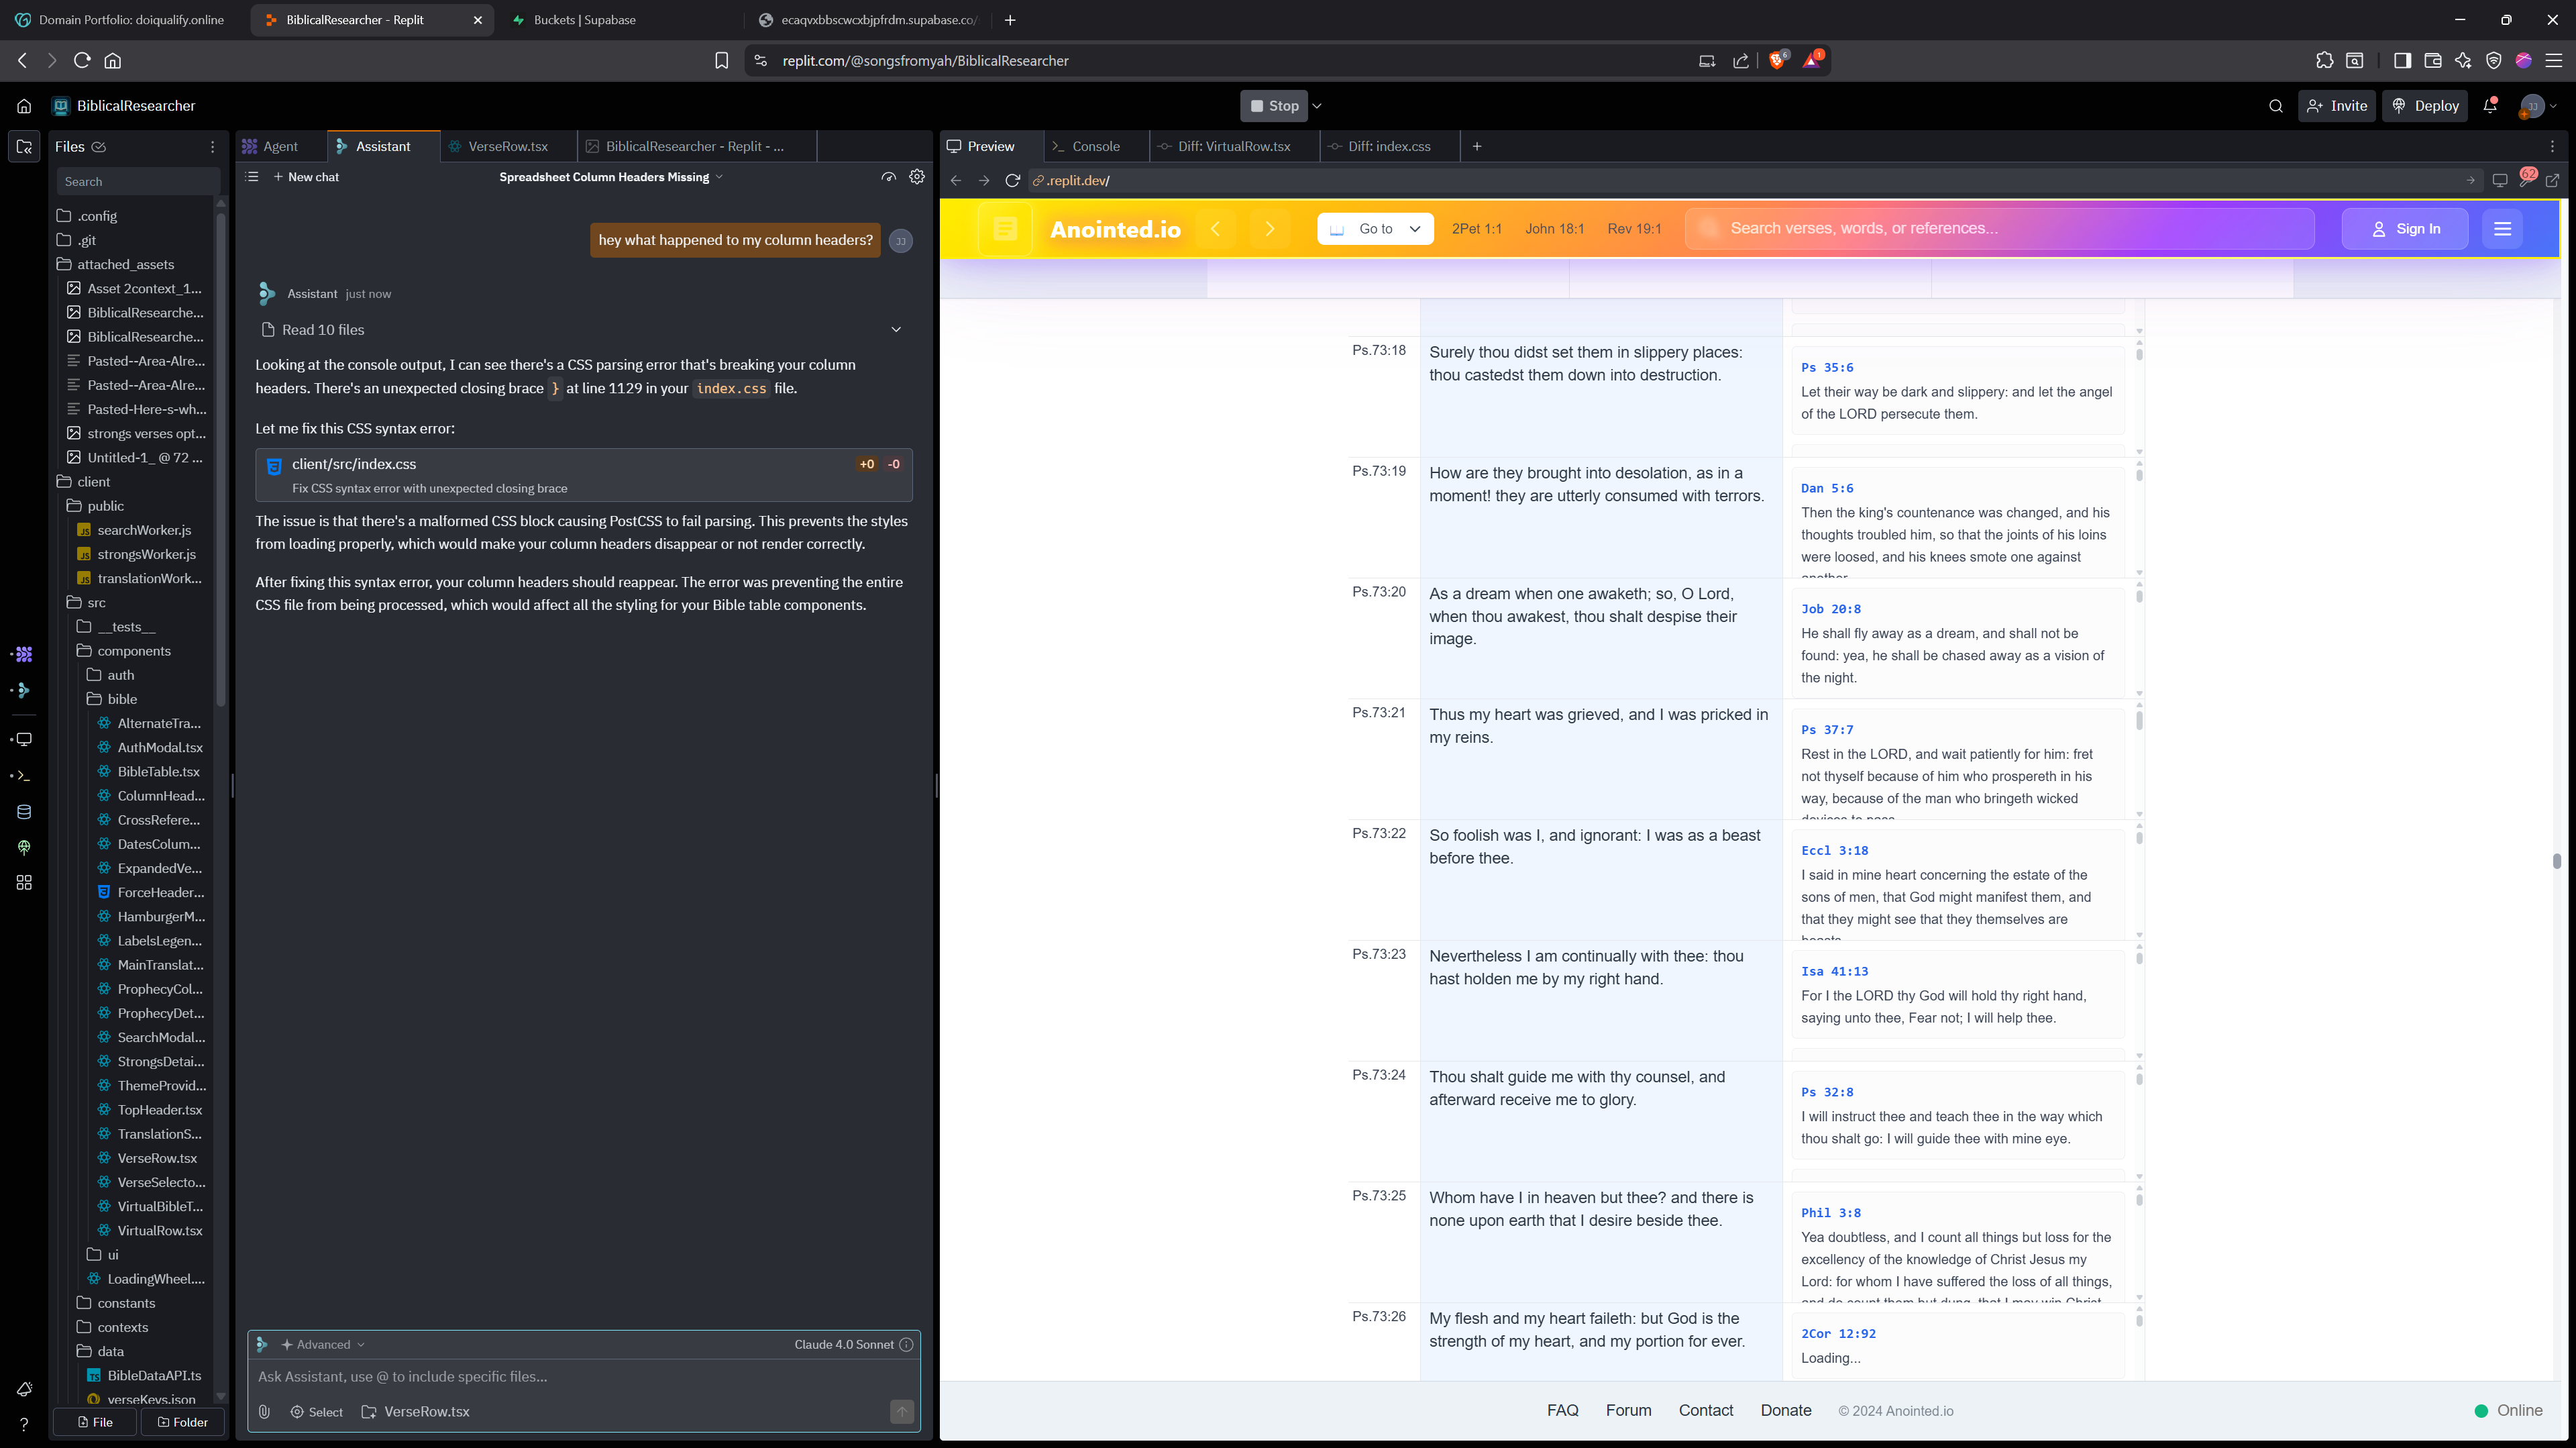 Domain Portfolio: doiqualify.online
BiblicalResearcher - Replit
Buckets | Supabase
ecaqvxbbscwcxbjpfrdm.supabase.co/
replit.com/@songsfromyah/BiblicalResearcher
6
1
BiblicalResearcher
Stop
Invite
Deploy
JJ
Files
Search
.config
.git
attached_assets
Asset 2context_1...
BiblicalResearche...
BiblicalResearche...
Pasted--Area-Alre...
Pasted--Area-Alre...
Pasted-Here-s-wh...
strongs verses opt...
Untitled-1_ @ 72 ...
client
public
searchWorker.js
strongsWorker.js
translationWork...
src
__tests__
components
auth
bible
AlternateTra...
AuthModal.tsx
BibleTable.tsx
ColumnHead...
CrossRefere...
DatesColum...
ExpandedVe...
ForceHeader...
HamburgerM...
LabelsLegen...
MainTranslat...
ProphecyCol...
ProphecyDet...
SearchModal...
StrongsDetai...
ThemeProvid...
TopHeader.tsx
TranslationS...
VerseRow.tsx
VerseSelecto...
VirtualBibleT...
VirtualRow.tsx
ui
LoadingWheel....
constants
contexts
data
BibleDataAPI.ts
verseKeys.json
File
Folder
Agent
Assistant
VerseRow.tsx
BiblicalResearcher - Replit - ...
New chat
Spreadsheet Column Headers Missing
hey what happened to my column headers?
JJ
Assistant just now
Read 10 files
Looking at the console output, I can see there's a CSS parsing error that's breaking your column
headers. There's an unexpected closing brace } at line 1129 in your index.css file.
Let me fix this CSS syntax error:
client/src/index.css
+0 -0
Fix CSS syntax error with unexpected closing brace
The issue is that there's a malformed CSS block causing PostCSS to fail parsing. This prevents the styles
from loading properly, which would make your column headers disappear or not render correctly.
After fixing this syntax error, your column headers should reappear. The error was preventing the entire
CSS file from being processed, which would affect all the styling for your Bible table components.
Advanced
Claude 4.0 Sonnet
Ask Assistant, use @ to include specific files...
Select
VerseRow.tsx
Preview
Console
Diff: VirtualRow.tsx
Diff: index.css
.replit.dev/
62
Anointed.io
Go to
2Pet 1:1
John 18:1
Rev 19:1
Search verses, words, or references...
Sign In
Ps.73:18
Surely thou didst set them in slippery places:
thou castedst them down into destruction.
Ps 35:6
Let their way be dark and slippery: and let the angel
of the LORD persecute them.
Ps.73:19
How are they brought into desolation, as in a
moment! they are utterly consumed with terrors.
Dan 5:6
Then the king's countenance was changed, and his
thoughts troubled him, so that the joints of his loins
were loosed, and his knees smote one against
another.
Ps.73:20
As a dream when one awaketh; so, O Lord,
when thou awakest, thou shalt despise their
image.
Job 20:8
He shall fly away as a dream, and shall not be
found: yea, he shall be chased away as a vision of
the night.
Ps.73:21
Thus my heart was grieved, and I was pricked in
my reins.
Ps 37:7
Rest in the LORD, and wait patiently for him: fret
not thyself because of him who prospereth in his
way, because of the man who bringeth wicked
devices to pass.
Ps.73:22
So foolish was I, and ignorant: I was as a beast
before thee.
Eccl 3:18
I said in mine heart concerning the estate of the
sons of men, that God might manifest them, and
that they might see that they themselves are
beasts.
Ps.73:23
Nevertheless I am continually with thee: thou
hast holden me by my right hand.
Isa 41:13
For I the LORD thy God will hold thy right hand,
saying unto thee, Fear not; I will help thee.
Ps.73:24
Thou shalt guide me with thy counsel, and
afterward receive me to glory.
Ps 32:8
I will instruct thee and teach thee in the way which
thou shalt go: I will guide thee with mine eye.
Ps.73:25
Whom have I in heaven but thee? and there is
none upon earth that I desire beside thee.
Phil 3:8
Yea doubtless, and I count all things but loss for the
excellency of the knowledge of Christ Jesus my
Lord: for whom I have suffered the loss of all things,
and do count them but dung, that I may win Christ,
Ps.73:26
My flesh and my heart faileth: but God is the
strength of my heart, and my portion for ever.
2Cor 12:92
Loading...
FAQ
Forum
Contact
Donate
© 2024 Anointed.io
Online